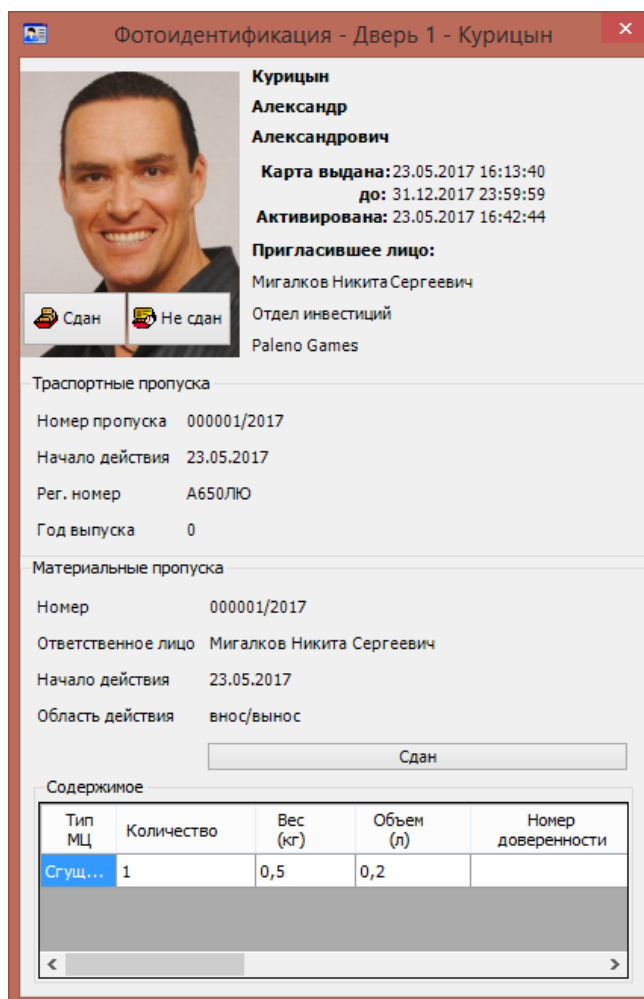 Фотоидентификация - Дверь 1 - Курицын
Курицын
Александр
Александрович
Карта выдана: 23.05.2017 16:13:40
до: 31.12.2017 23:59:59
Активирована: 23.05.2017 16:42:44
Пригласившее лицо:
Мигалков Никита Сергеевич
Отдел инвестиций
Paleno Games
Сдан
Не сдан
Траспортные пропуска
Номер пропуска 000001/2017
Начало действия 23.05.2017
Рег. номер А650ЛЮ
Год выпуска 0
Материальные пропуска
Номер 000001/2017
Ответственное лицо Мигалков Никита Сергеевич
Начало действия 23.05.2017
Область действия внос/вынос
Сдан
Содержимое
Тип МЦ Количество Вес (кг) Объем (л) Номер доверенности
Сгущ... 1 0,5 0,2